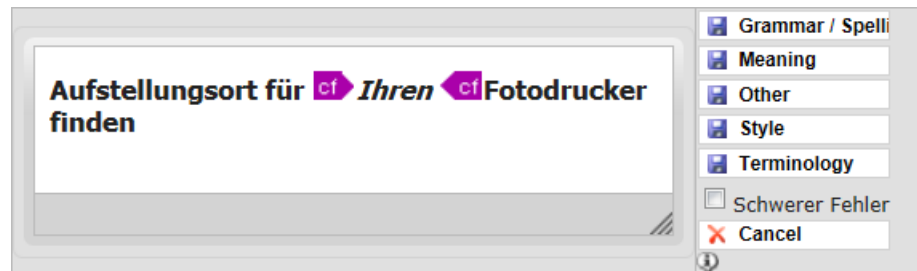 Aufstellungsort für cf Ihren cf Fotodrucker
finden
Grammar / Spelli
Meaning
Other
Style
Terminology
Schwerer Fehler
Cancel